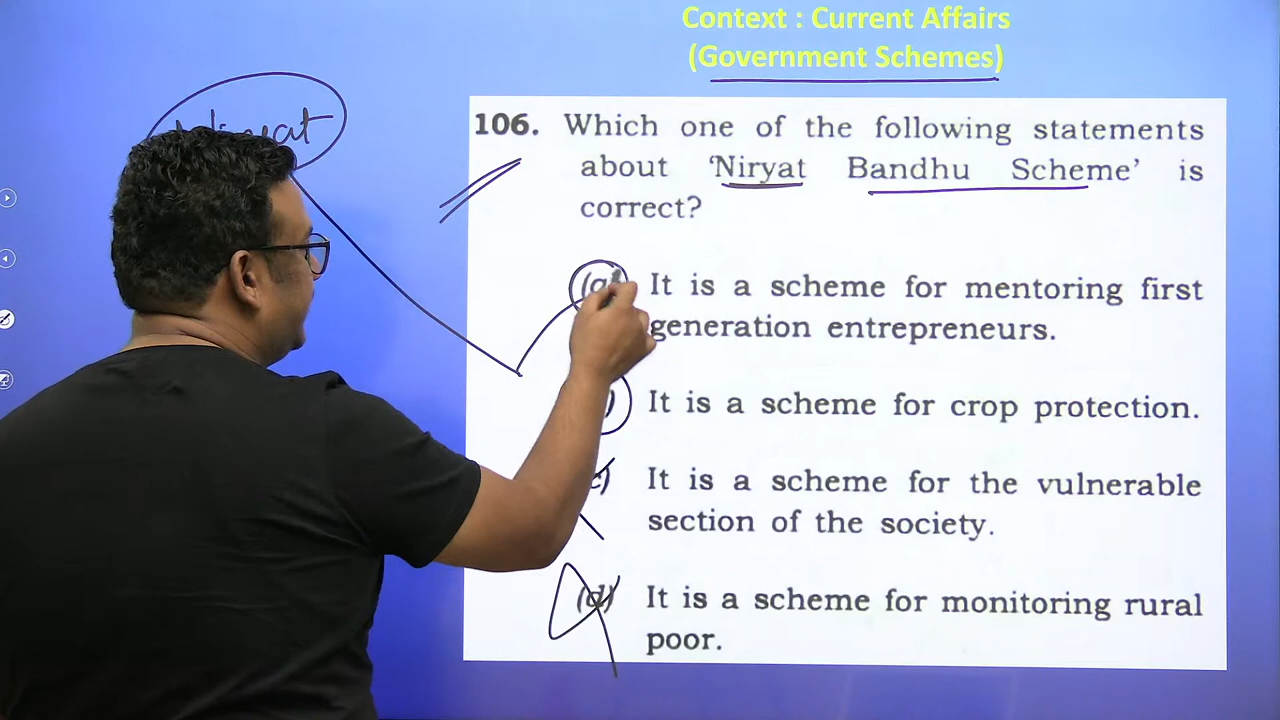 Context : Current Affairs
(Government Schemes)
106. Which one of the following statements
about ‘Niryat Bandhu Scheme’ is
correct?
(a) It is a scheme for mentoring first
generation entrepreneurs.
It is a scheme for crop protection.
(c) It is a scheme for the vulnerable
section of the society.
(d) It is a scheme for monitoring rural
poor.